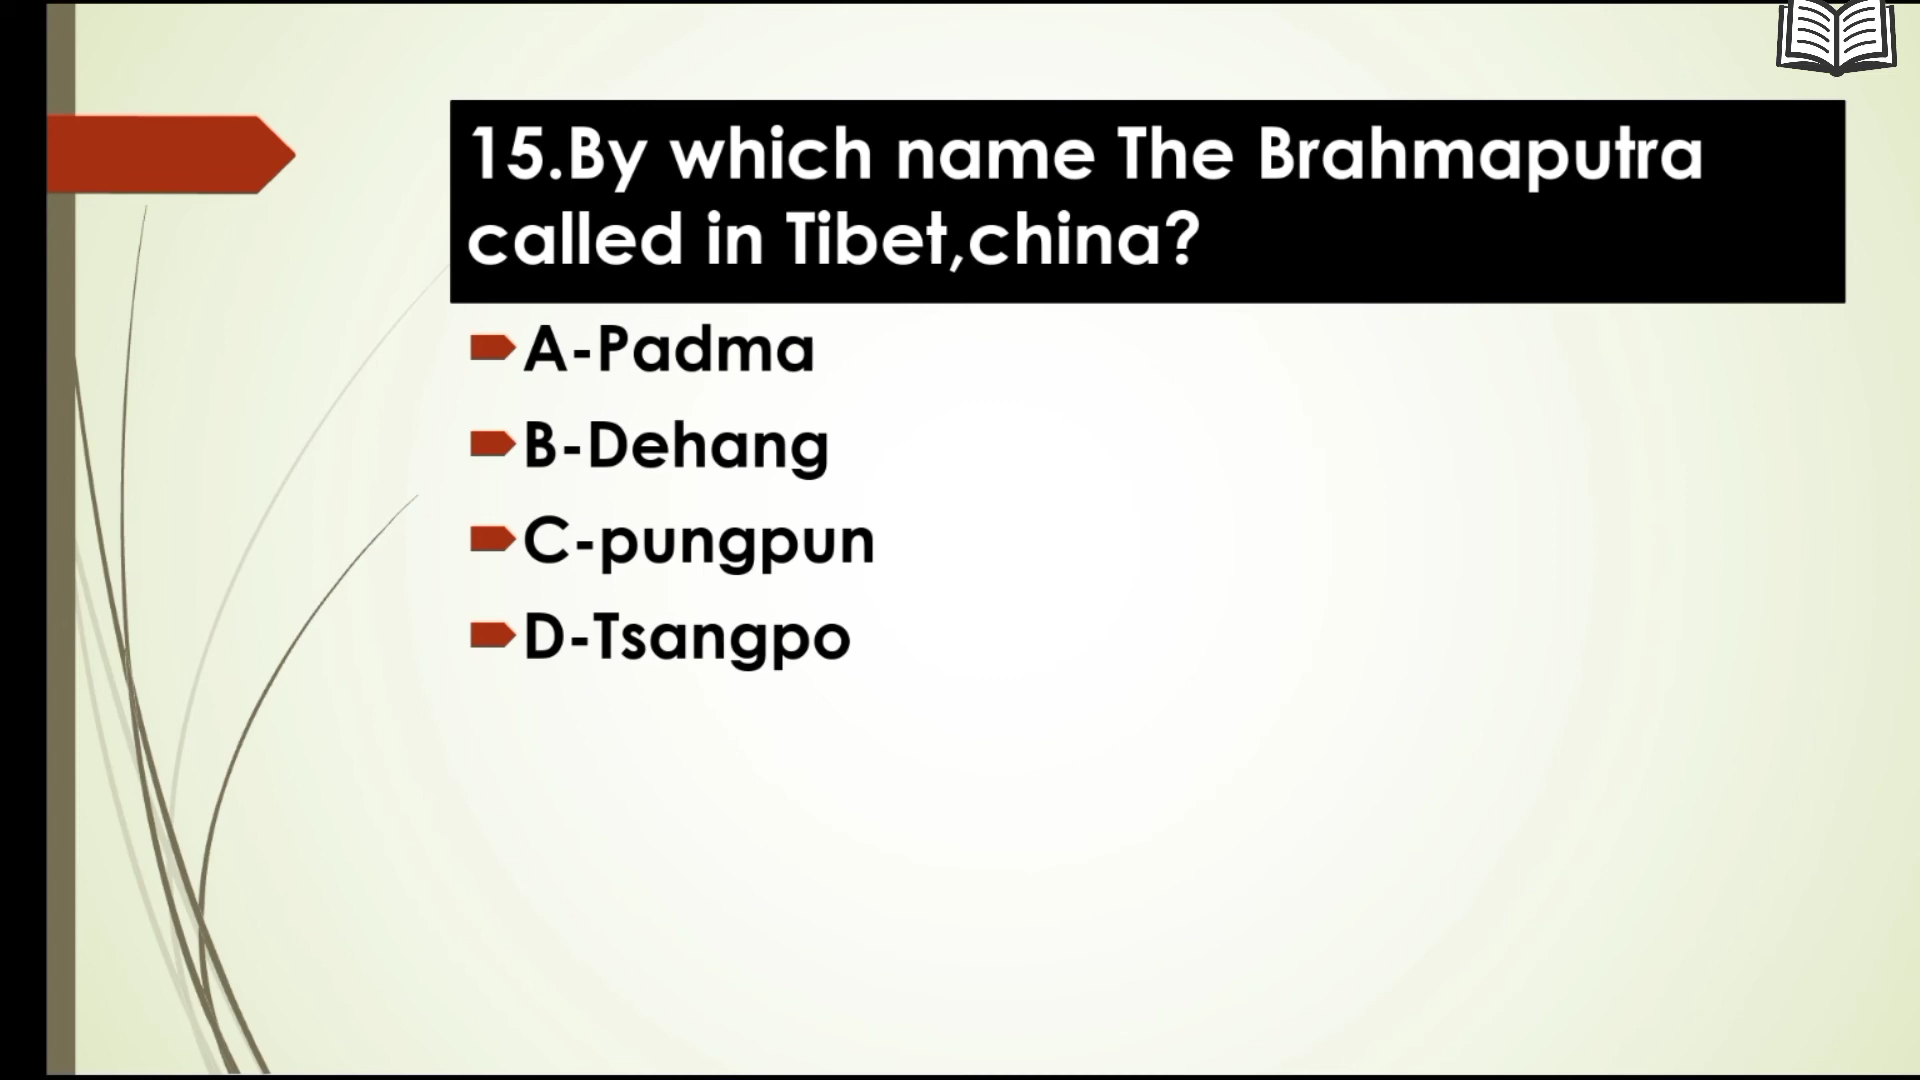 15.By which name The Brahmaputra
called in Tibet,china?
A-Padma
B-Dehang
C-pungpun
D-Tsangpo